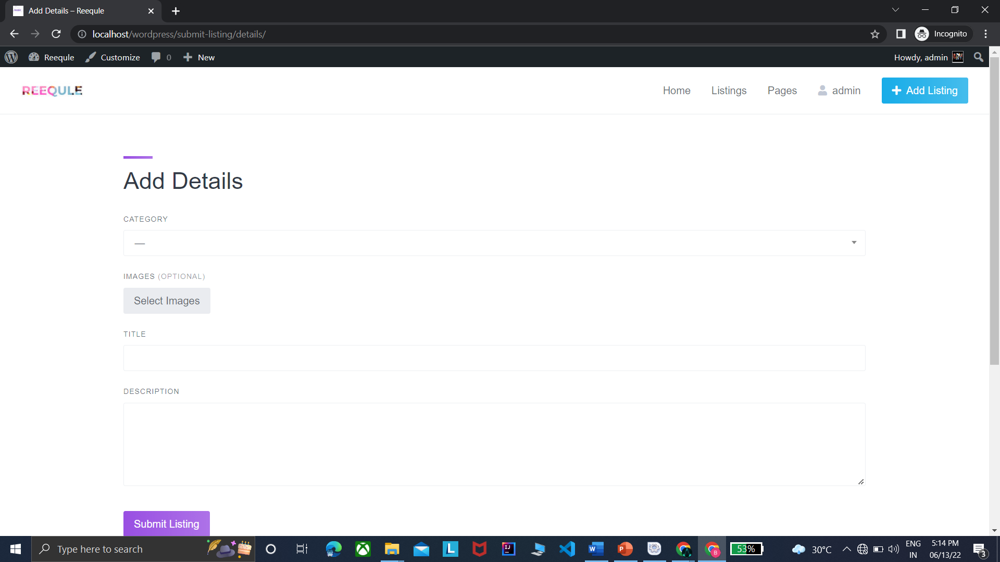 Add Details – Reequle
localhost/wordpress/submit-listing/details/
Incognito
Reequle
Customize
0
New
Howdy, admin
REEQULE
Home
Listings
Pages
admin
Add Listing
Add Details
CATEGORY
—
IMAGES (OPTIONAL)
Select Images
TITLE
DESCRIPTION
Submit Listing
Type here to search
L
IJ
W
P
B
53%
30°C
ENG
IN
5:14 PM
06/13/22
3